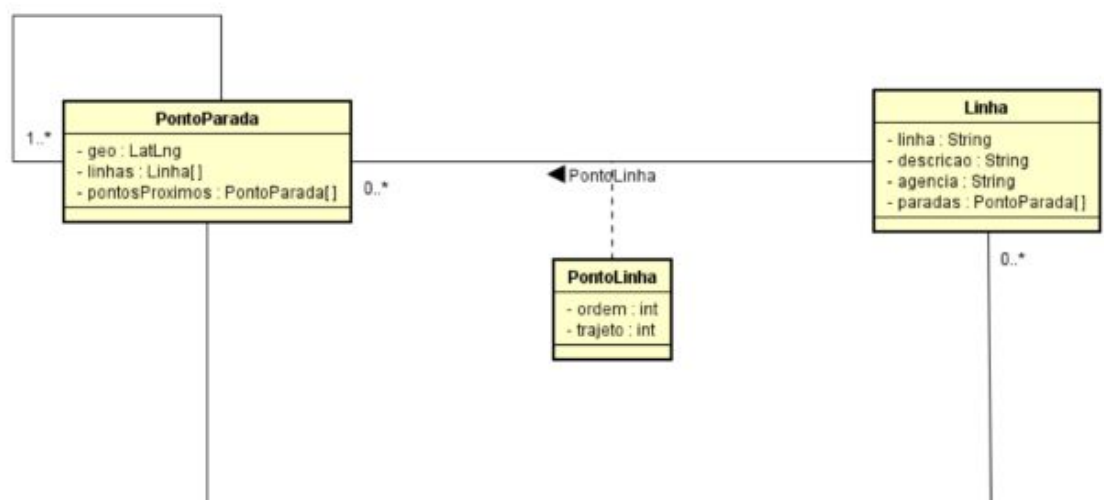 PontoParada
- geo : LatLng
- linhas : Linha[]
- pontosProximos : PontoParada[]
1..*
0..*
PontoLinha
Linha
- linha : String
- descricao : String
- agencia : String
- paradas : PontoParada[]
0..*
PontoLinha
- ordem : int
- trajeto : int